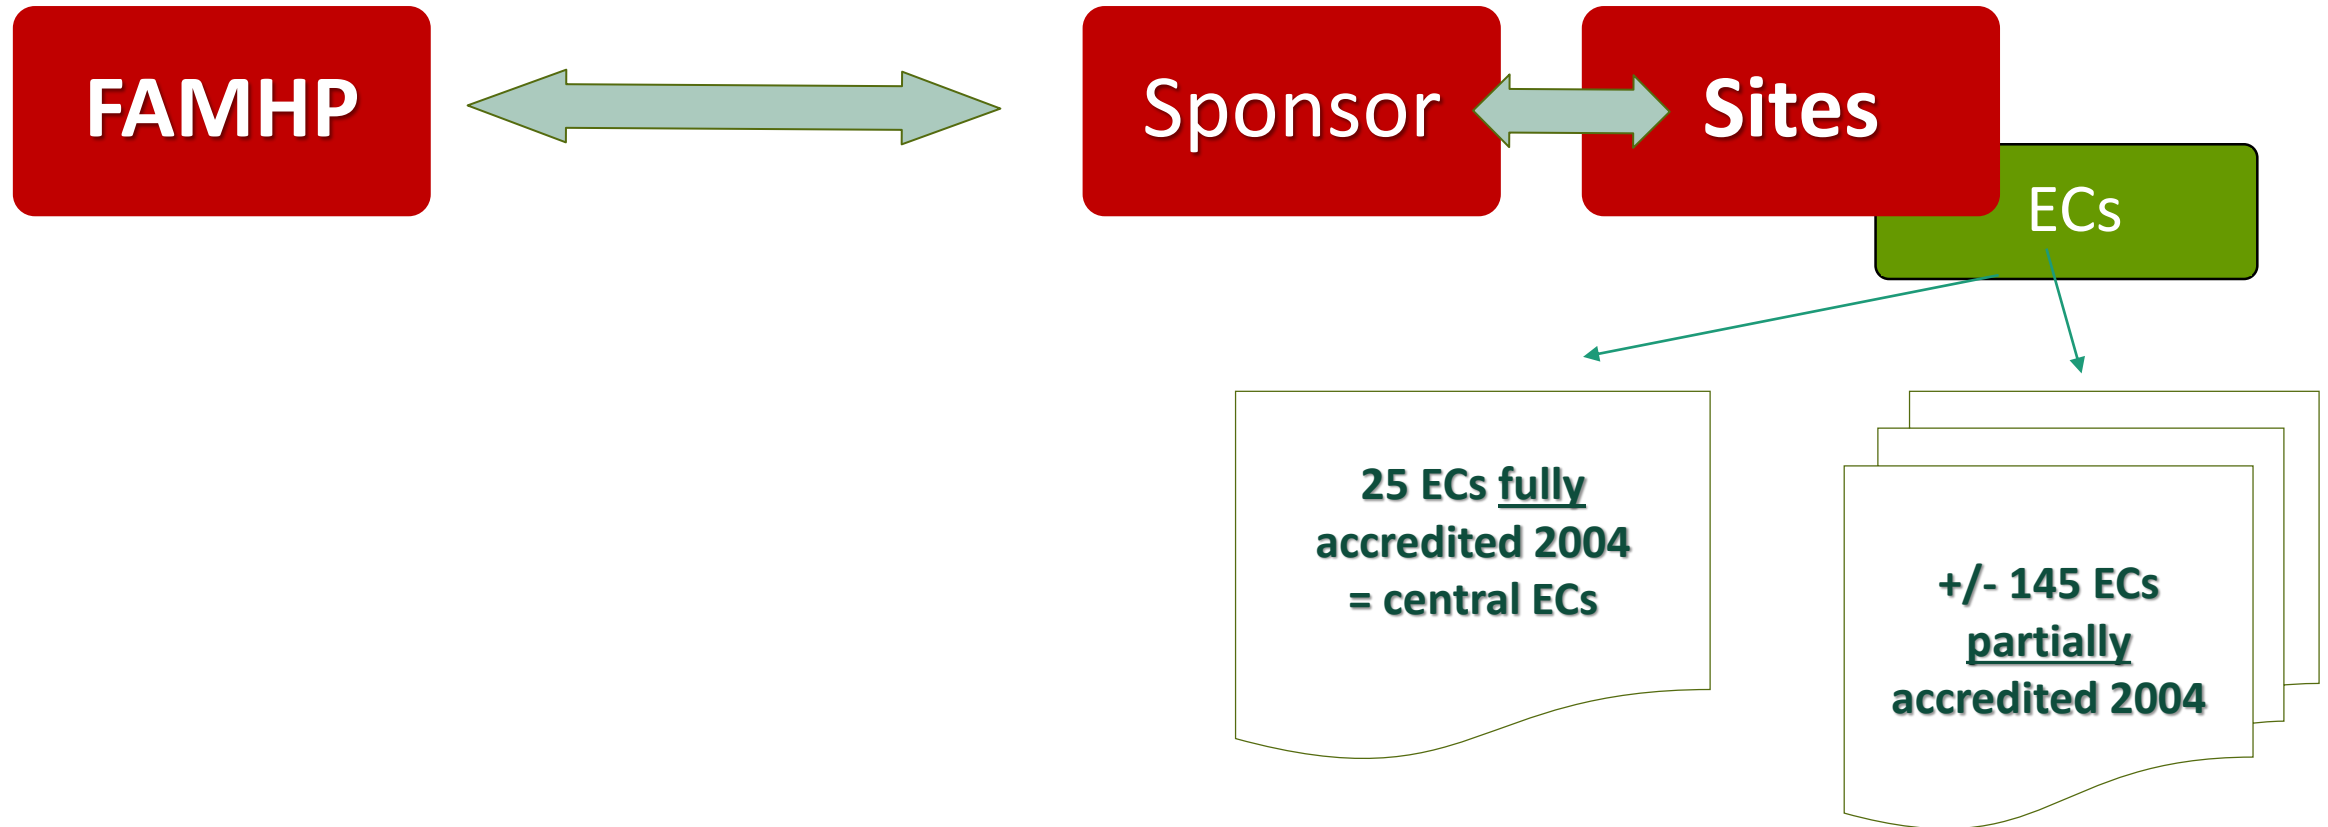 FAMHP
Sponsor
Sites
ECs
25 ECs fully
accredited 2004
= central ECs
+/- 145 ECs
partially
accredited 2004